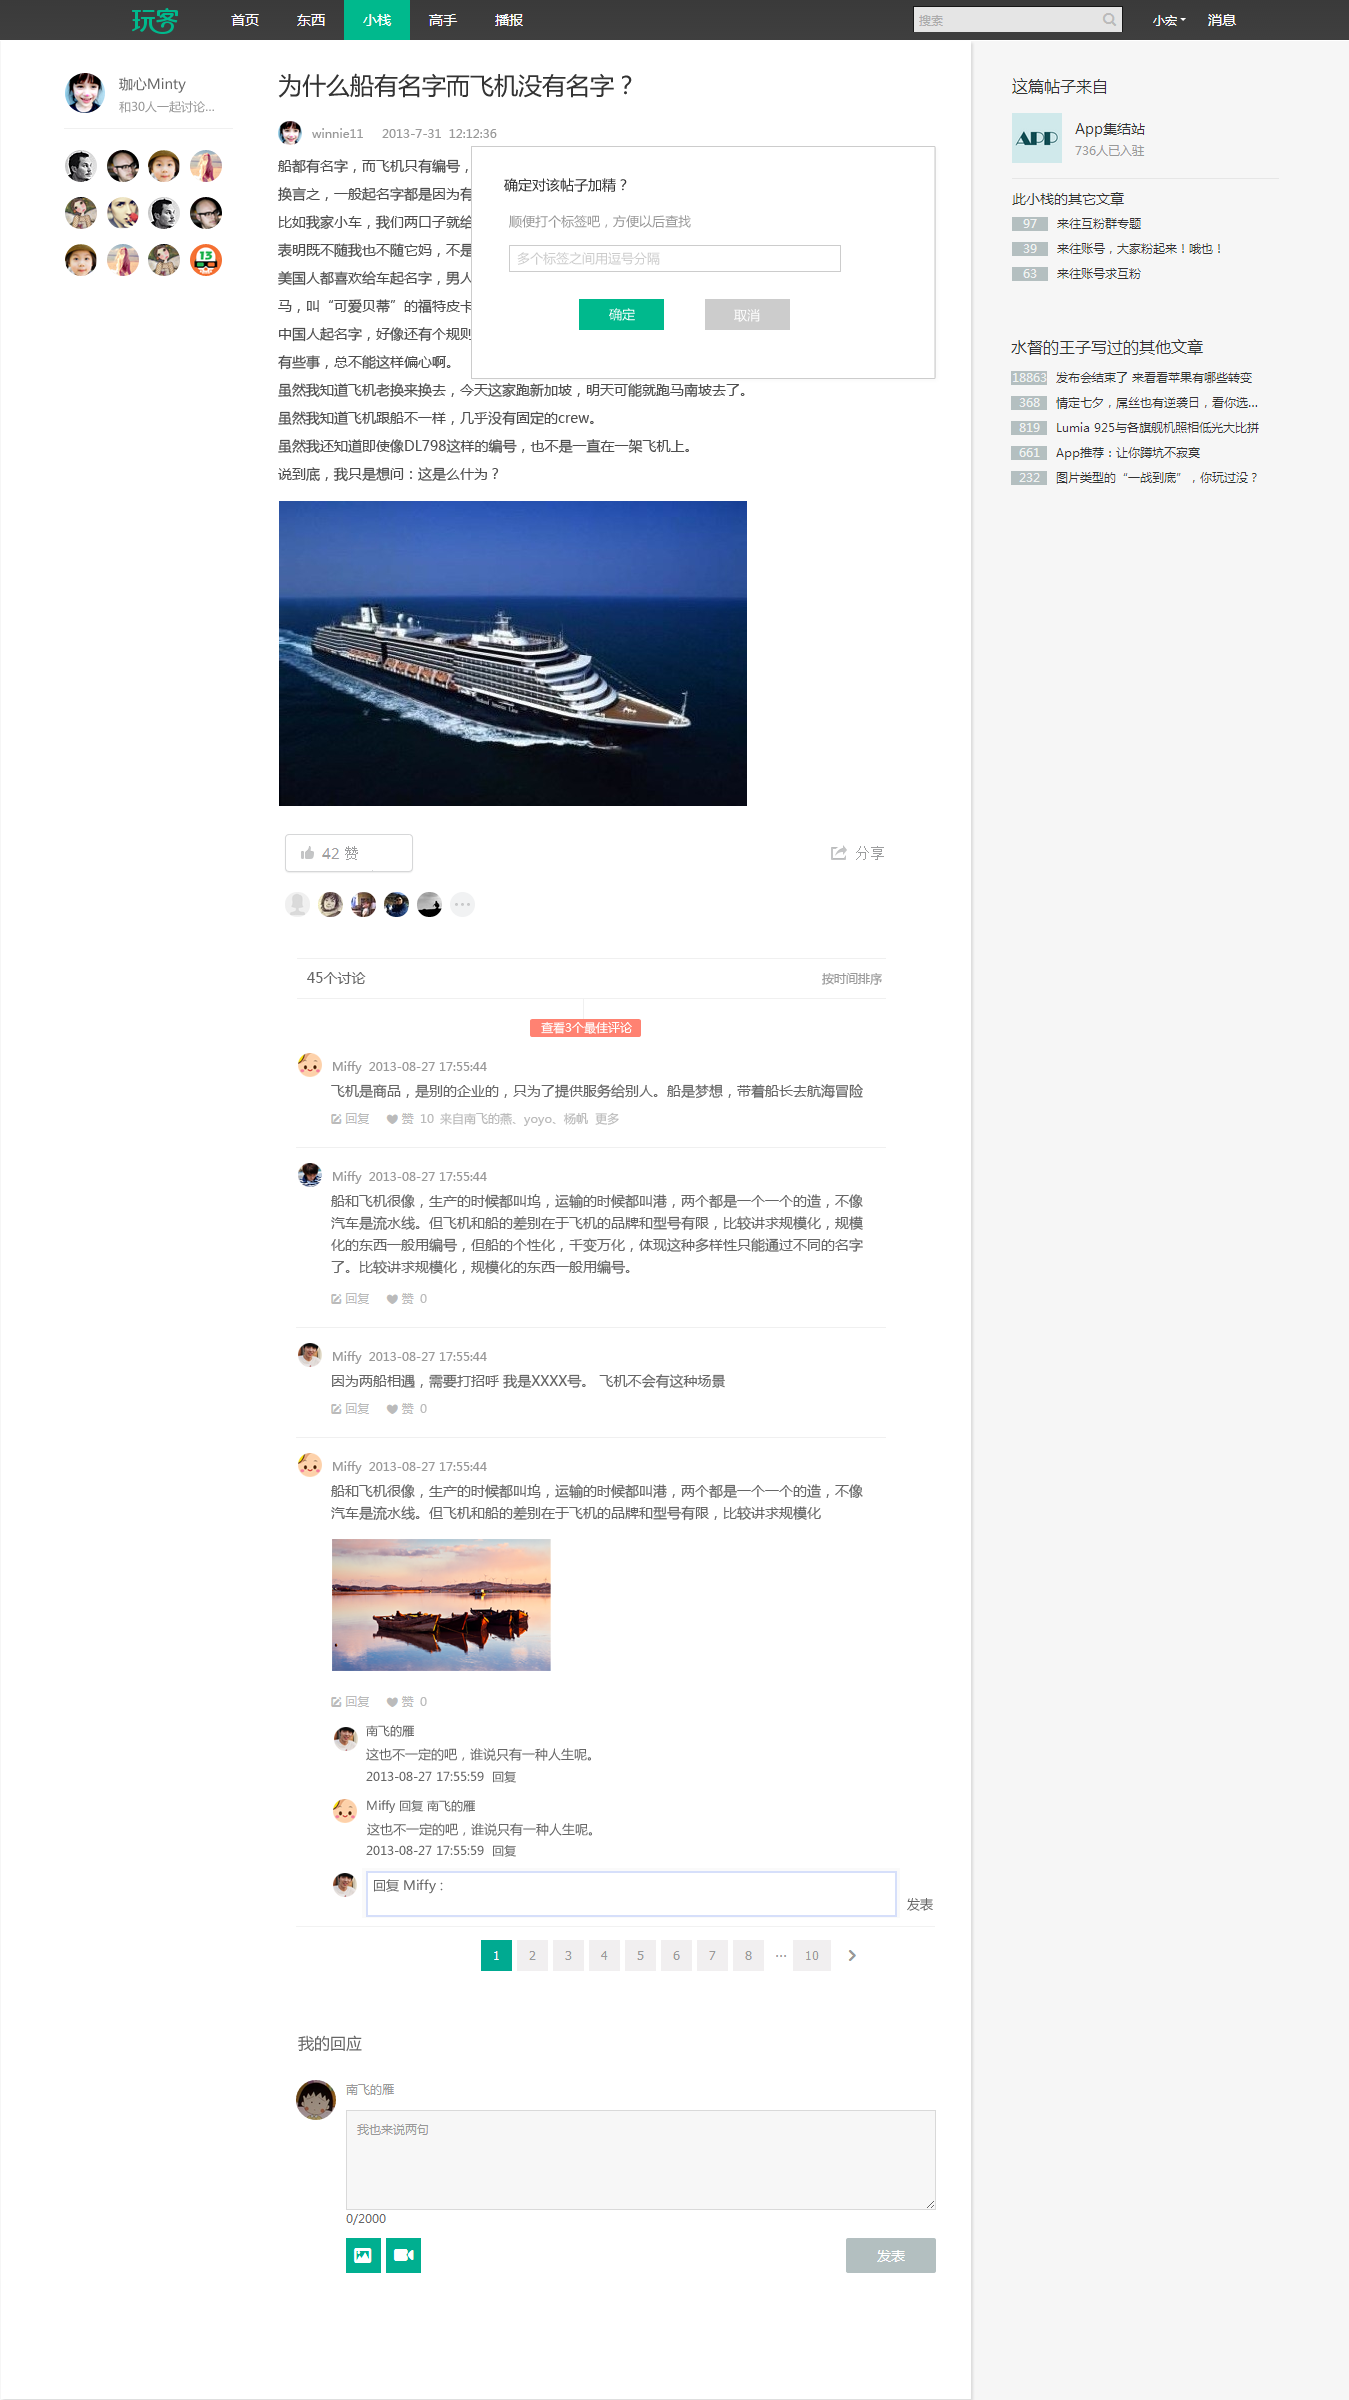 玩客 首页 东西 小栈 高手 播报 搜索 小宏 消息
珈心Minty
和30人一起讨论...
为什么船有名字而飞机没有名字？
winnie11 2013-7-31 12:12:36
船都有名字，而飞机只有编号，
换言之，一般起名字都是因为有
比如我家小车，我们两口子就给
表明既不随我也不随它妈，不是
美国人都喜欢给车起名字，男人
马，叫“可爱贝蒂”的福特皮卡
中国人起名字，好像还有个规则
有些事，总不能这样偏心啊。
虽然我知道飞机老换来换去，今天这家跑新加坡，明天可能就跑马南坡去了。
虽然我知道飞机跟船不一样，几乎没有固定的crew。
虽然我还知道即使像DL798这样的编号，也不是一直在一架飞机上。
说到底，我只是想问：这是么什为？
确定对该帖子加精？
顺便打个标签吧，方便以后查找
多个标签之间用逗号分隔
确定 取消
42 赞
分享
45个讨论 按时间排序
查看3个最佳评论
Miffy 2013-08-27 17:55:44
飞机是商品，是别的企业的，只为了提供服务给别人。船是梦想，带着船长去航海冒险
回复 赞 10 来自南飞的燕、yoyo、杨帆 更多
Miffy 2013-08-27 17:55:44
船和飞机很像，生产的时候都叫坞，运输的时候都叫港，两个都是一个一个的造，不像
汽车是流水线。但飞机和船的差别在于飞机的品牌和型号有限，比较讲求规模化，规模
化的东西一般用编号，但船的个性化，千变万化，体现这种多样性只能通过不同的名字
了。比较讲求规模化，规模化的东西一般用编号。
回复 赞 0
Miffy 2013-08-27 17:55:44
因为两船相遇，需要打招呼 我是XXXX号。 飞机不会有这种场景
回复 赞 0
Miffy 2013-08-27 17:55:44
船和飞机很像，生产的时候都叫坞，运输的时候都叫港，两个都是一个一个的造，不像
汽车是流水线。但飞机和船的差别在于飞机的品牌和型号有限，比较讲求规模化
回复 赞 0
南飞的雁
这也不一定的吧，谁说只有一种人生呢。
2013-08-27 17:55:59 回复
Miffy 回复 南飞的雁
这也不一定的吧，谁说只有一种人生呢。
2013-08-27 17:55:59 回复
回复 Miffy :
发表
1 2 3 4 5 6 7 8 ... 10
我的回应
南飞的雁
我也来说两句
0/2000
发表
这篇帖子来自
APP
App集结站
736人已入驻
此小栈的其它文章
97 来往互粉群专题
39 来往账号，大家粉起来！哦也！
63 来往账号求互粉
水督的王子写过的其他文章
18863 发布会结束了 来看看苹果有哪些转变
368 情定七夕，屌丝也有逆袭日，看你选...
819 Lumia 925与各旗舰机照相低光大比拼
661 App推荐：让你蹲坑不寂寞
232 图片类型的“一战到底”，你玩过没？
13